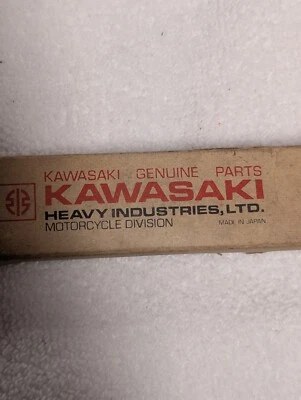 KAWASAKI GENUINE PARTS
KAWASAKI
HEAVY INDUSTRIES, LTD.
MOTORCYCLE DIVISION MADE IN JAPAN